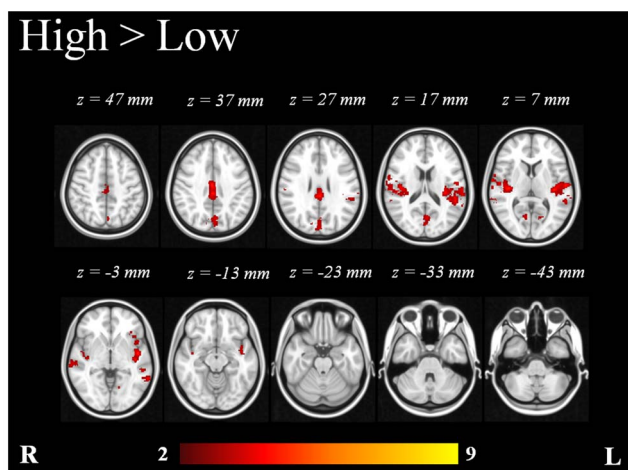 High > Low
z = 47 mm z = 37 mm z = 27 mm z = 17 mm z = 7 mm
z = -3 mm z = -13 mm z = -23 mm z = -33 mm z = -43 mm
R 2 9 L